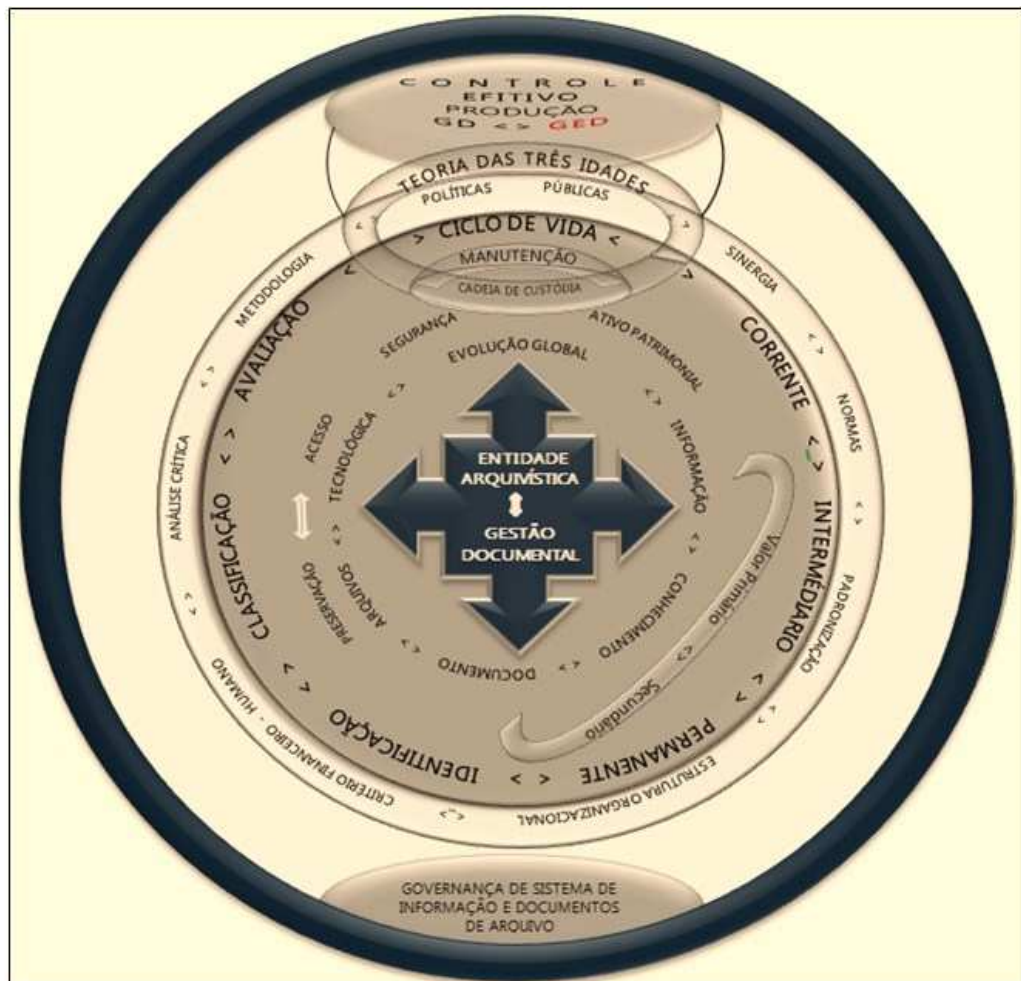 CONTROLE
EFITIVO
PRODUÇÃO
GD <> GED
TEORIA DAS TRÊS IDADES
POLÍTICAS PÚBLICAS
> CICLO DE VIDA <
MANUTENÇÃO
CADEIA DE CUSTÓDIA
< > SINERGIA < > NORMAS < > PADRONIZAÇÃO < > ESTRUTURA ORGANIZACIONAL < > CRITÉRIO FINANCEIRO - HUMANO < > ANÁLISE CRÍTICA < > METODOLOGIA < >
> CORRENTE < > INTERMÉDIARIO < > PERMANENTE < > IDENTIFICAÇÃO < > CLASSIFICAÇÃO < > AVALIAÇÃO <
SEGURANÇA
ATIVO PATRIMONIAL
ACESSO
PRESERVAÇÃO
Valor Primário <> Secundário
EVOLUÇÃO GLOBAL < > INFORMAÇÃO < > CONHECIMENTO < > DOCUMENTO < > ARQUIVOS < > TECNOLÓGICA < >
ENTIDADE
ARQUIVÍSTICA
GESTÃO
DOCUMENTAL
GOVERNANÇA DE SISTEMA DE
INFORMAÇÃO E DOCUMENTOS
DE ARQUIVO